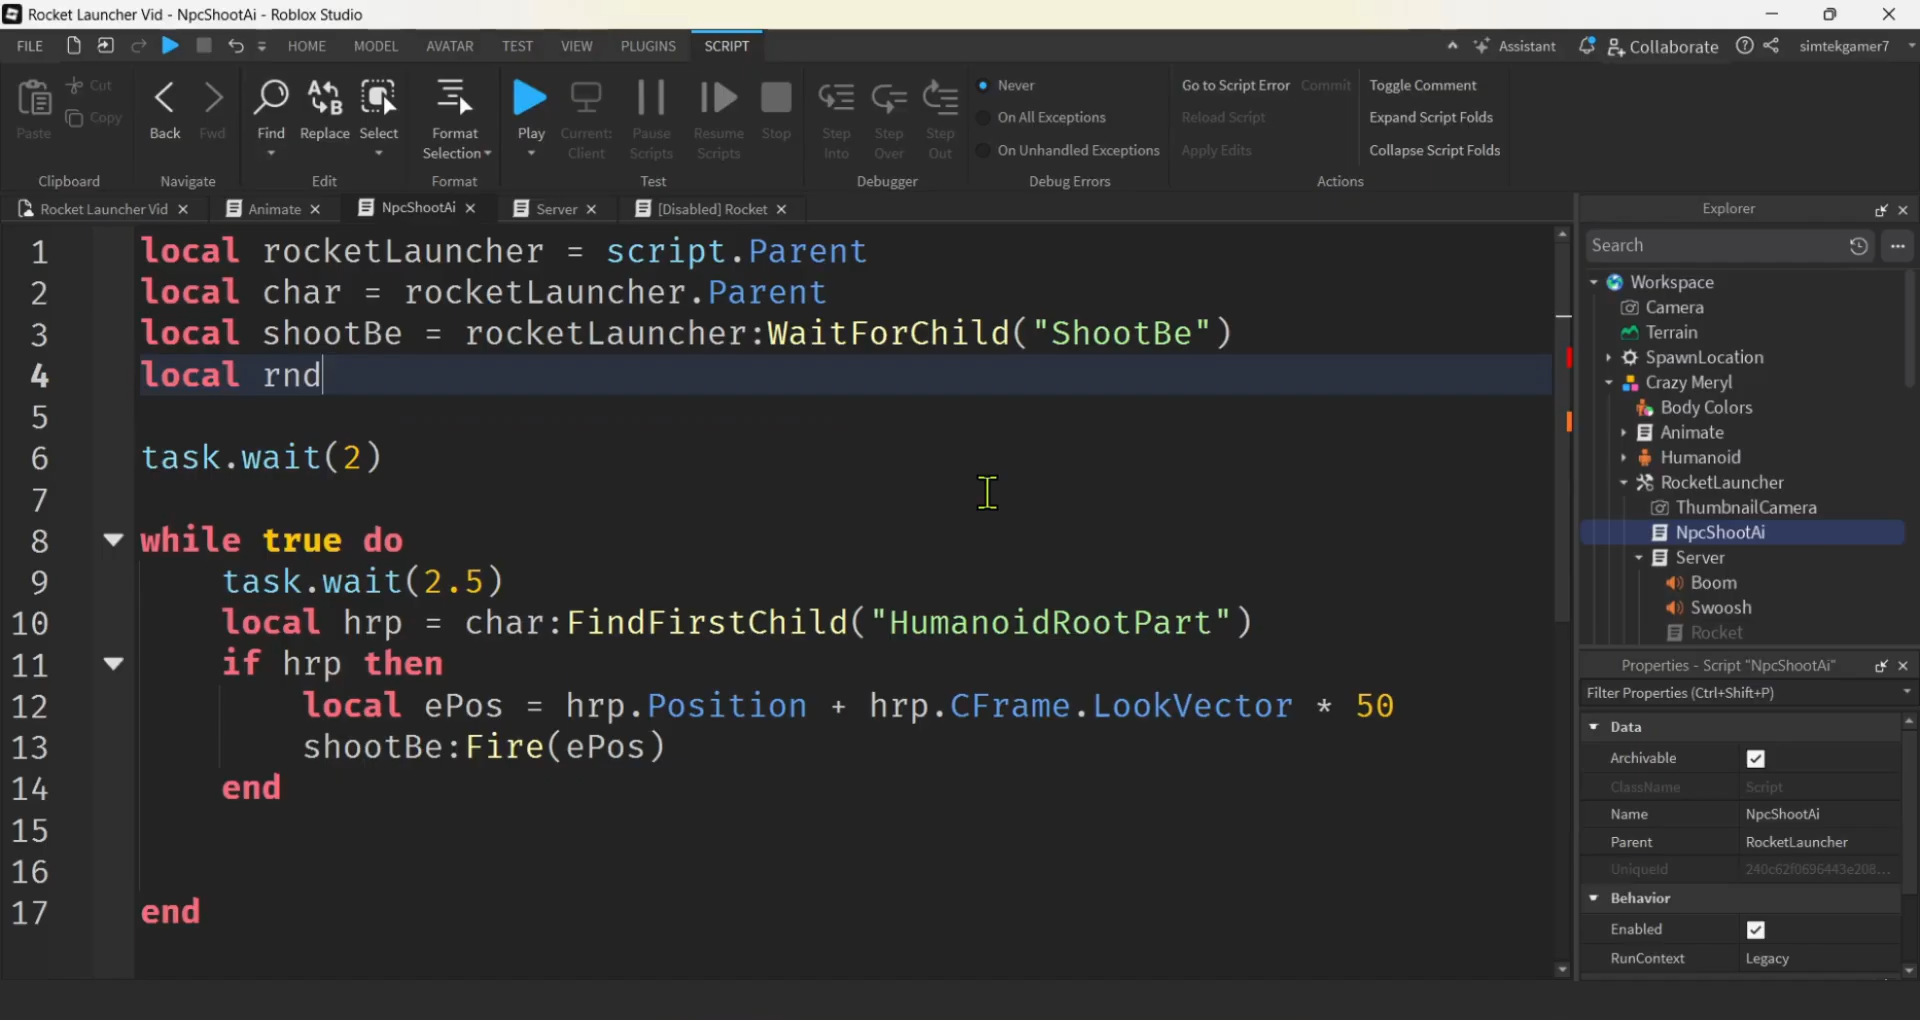 Rocket Launcher Vid - NpcShootAi - Roblox Studio
FILE HOME MODEL AVATAR TEST VIEW PLUGINS SCRIPT Assistant Collaborate simtekgamer7
Paste Cut Copy
Clipboard
Back Fwd
Navigate
Find Replace Select
Edit
Format Selection
Format
Play Current: Client Pause Scripts Resume Scripts Stop
Test
Step Into Step Over Step Out
Debugger
Never
On All Exceptions
On Unhandled Exceptions
Debug Errors
Go to Script Error Commit Toggle Comment
Reload Script Expand Script Folds
Apply Edits Collapse Script Folds
Actions
Rocket Launcher Vid Animate NpcShootAi Server [Disabled] Rocket
1 local rocketLauncher = script.Parent
2 local char = rocketLauncher.Parent
3 local shootBe = rocketLauncher:WaitForChild("ShootBe")
4 local rnd
5
6 task.wait(2)
7
8 while true do
9 task.wait(2.5)
10 local hrp = char:FindFirstChild("HumanoidRootPart")
11 if hrp then
12 local ePos = hrp.Position + hrp.CFrame.LookVector * 50
13 shootBe:Fire(ePos)
14 end
15
16
17 end
Explorer
Search
Workspace
Camera
Terrain
SpawnLocation
Crazy Meryl
Body Colors
Animate
Humanoid
RocketLauncher
ThumbnailCamera
NpcShootAi
Server
Boom
Swoosh
Rocket
Properties - Script "NpcShootAi"
Filter Properties (Ctrl+Shift+P)
Data
Archivable
ClassName Script
Name NpcShootAi
Parent RocketLauncher
UniqueId 240c62f0696443e208...
Behavior
Enabled
RunContext Legacy